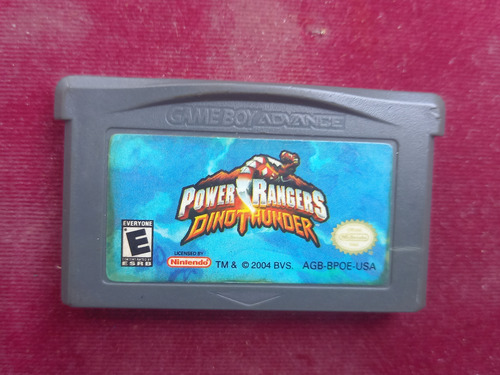 GAME BOY ADVANCE
POWER RANGERS
DINO THUNDER
EVERYONE
E
ESRB
LICENSED BY
Nintendo
TM & © 2004 BVS. AGB-BPOE-USA